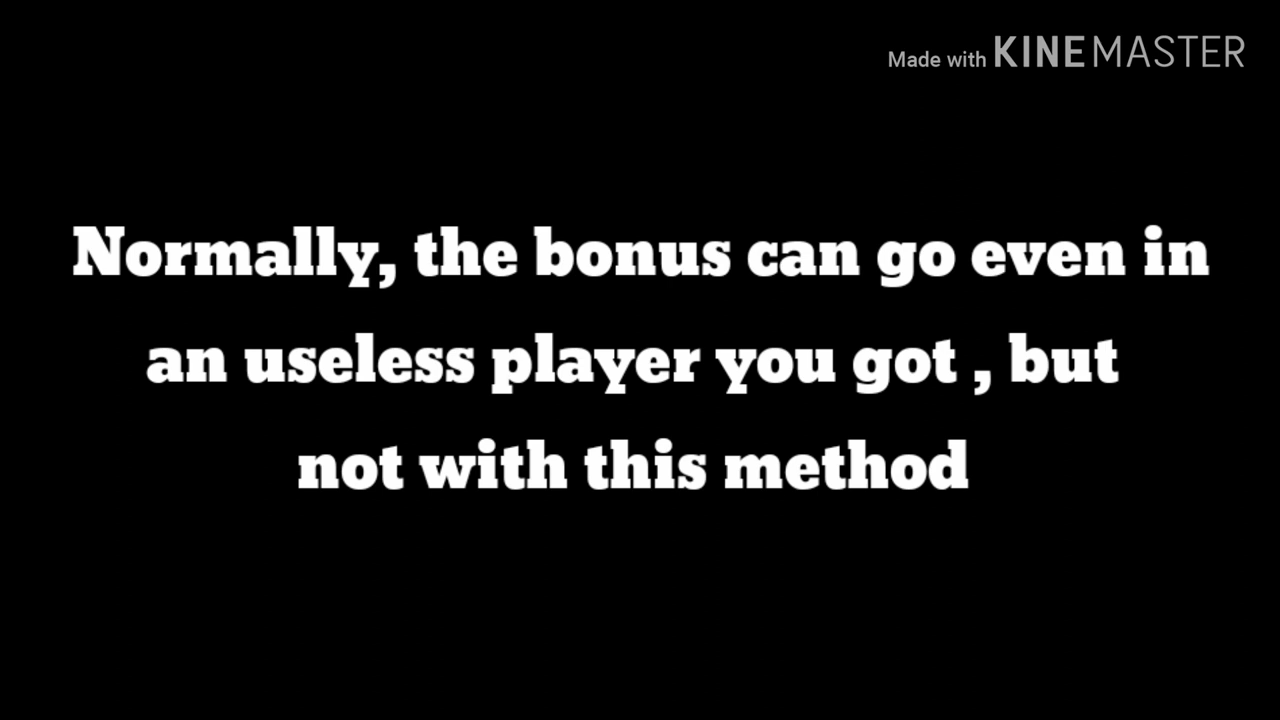 Made with KINEMASTER
Normally, the bonus can go even in
an useless player you got , but
not with this method